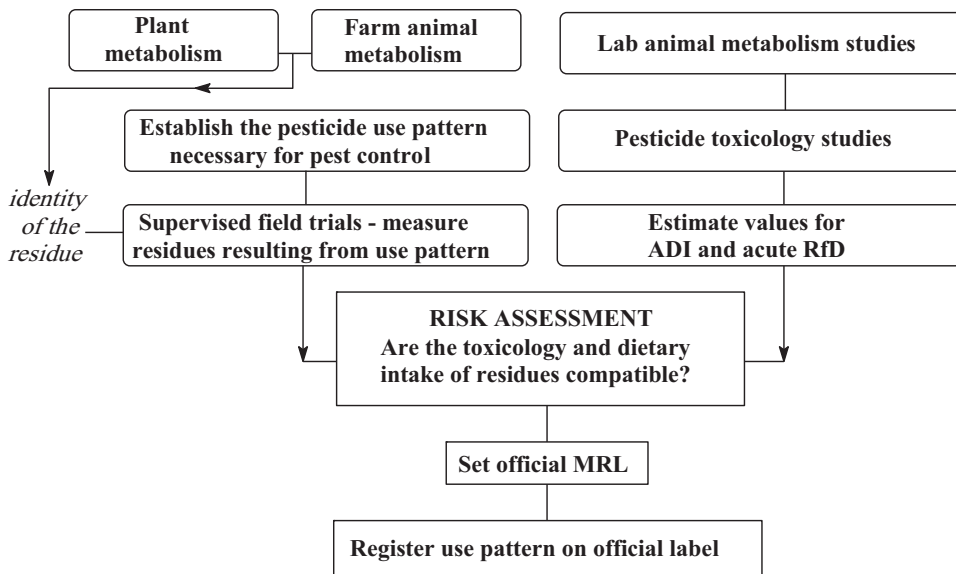 Plant
metabolism
Farm animal
metabolism
Lab animal metabolism studies
Establish the pesticide use pattern
necessary for pest control
Pesticide toxicology studies
identity
of the
residue
Supervised field trials - measure
residues resulting from use pattern
Estimate values for
ADI and acute RfD
RISK ASSESSMENT
Are the toxicology and dietary
intake of residues compatible?
Set official MRL
Register use pattern on official label